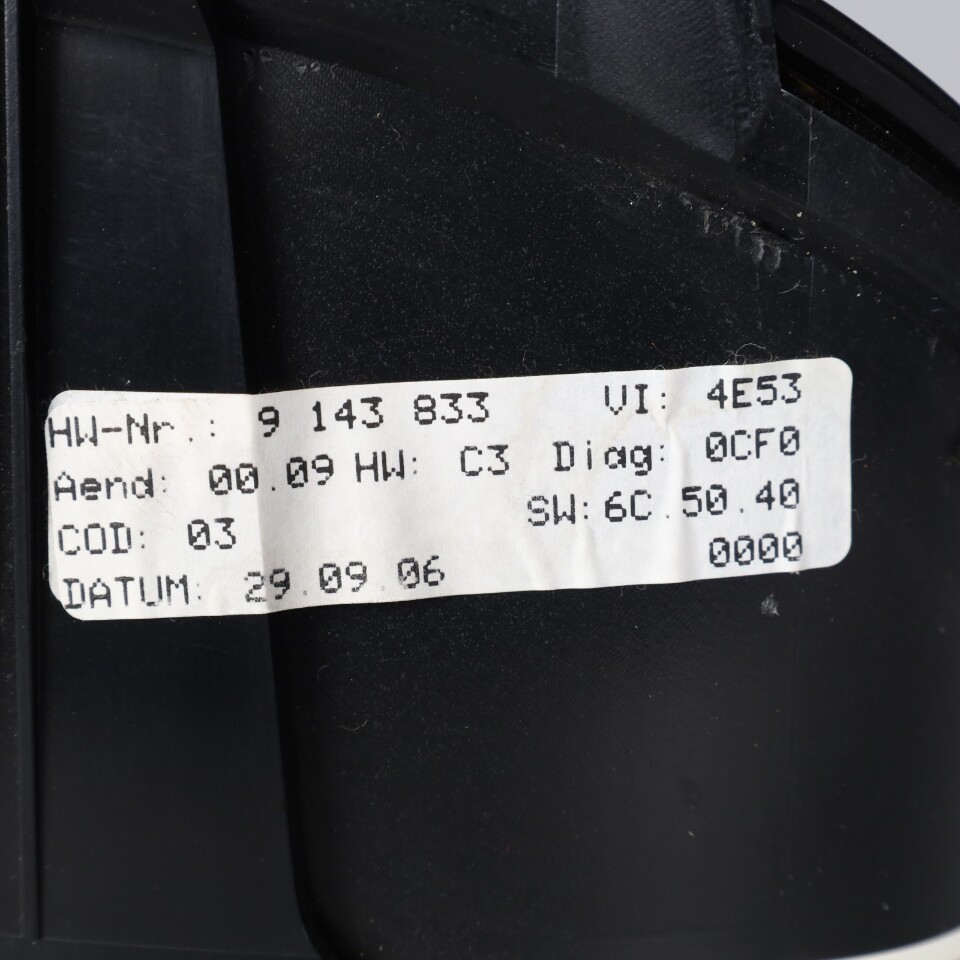 HW-Nr.: 9 143 833 VI: 4E53
Aend: 00.09 HW: C3 Diag: 0CF0
COD: 03 SW: 6C.50.40
0000
DATUM: 29.09.06